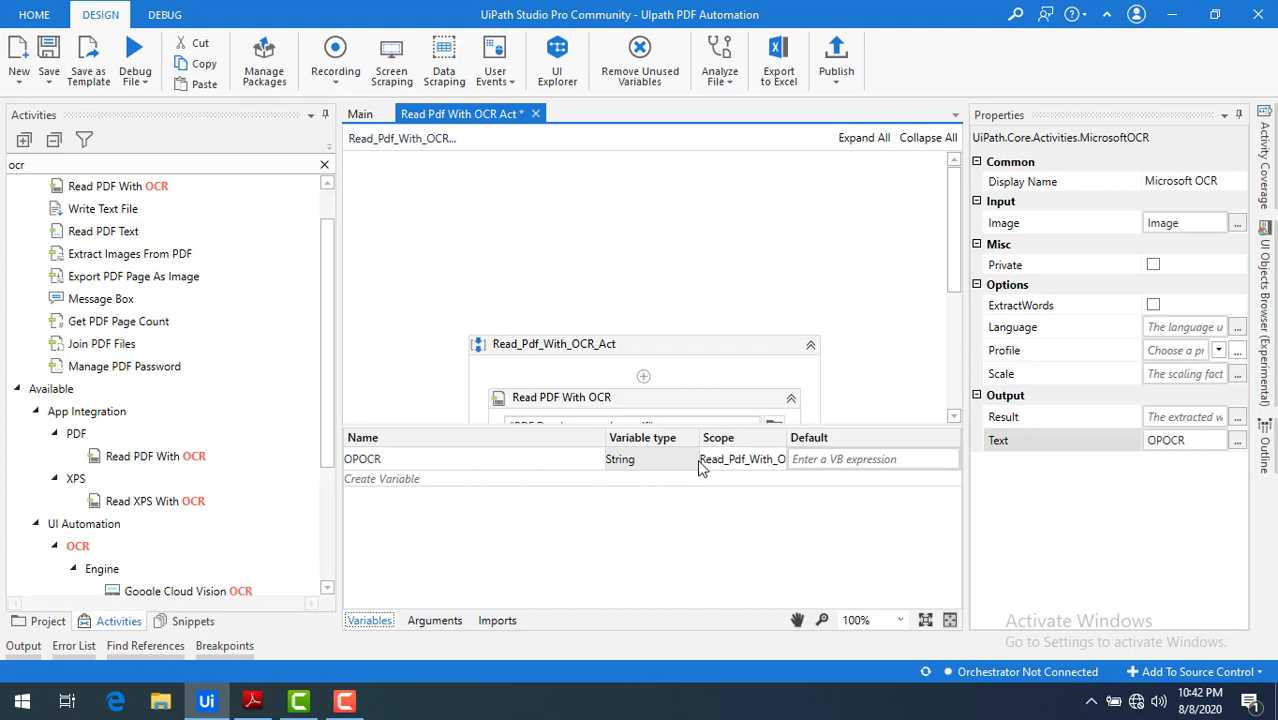 HOME DESIGN DEBUG UiPath Studio Pro Community - UIpath PDF Automation
New Save Save as Template Debug File Cut Copy Paste Manage Packages Recording Screen Scraping Data Scraping User Events UI Explorer Remove Unused Variables Analyze File Export to Excel Publish
Activities
ocr
Read PDF With OCR
Write Text File
Read PDF Text
Extract Images From PDF
Export PDF Page As Image
Message Box
Get PDF Page Count
Join PDF Files
Manage PDF Password
Available
App Integration
PDF
Read PDF With OCR
XPS
Read XPS With OCR
UI Automation
OCR
Engine
Google Cloud Vision OCR
Project Activities Snippets
Main Read Pdf With OCR Act *
Read_Pdf_With_OCR... Expand All Collapse All
Read_Pdf_With_OCR_Act
Read PDF With OCR
Name Variable type Scope Default
OPOCR String Read_Pdf_With_O Enter a VB expression
Create Variable
Variables Arguments Imports 100%
Properties
UiPath.Core.Activities.MicrosoftOCR
Common
Display Name Microsoft OCR
Input
Image Image ...
Misc
Private
Options
ExtractWords
Language The language u ...
Profile Choose a pr ...
Scale The scaling fact ...
Output
Result The extracted w ...
Text OPOCR ...
Activity Coverage
UI Objects Browser (Experimental)
Outline
Activate Windows
Go to Settings to activate Windows.
Output Error List Find References Breakpoints
Orchestrator Not Connected Add To Source Control
Ui
10:42 PM
8/8/2020
1